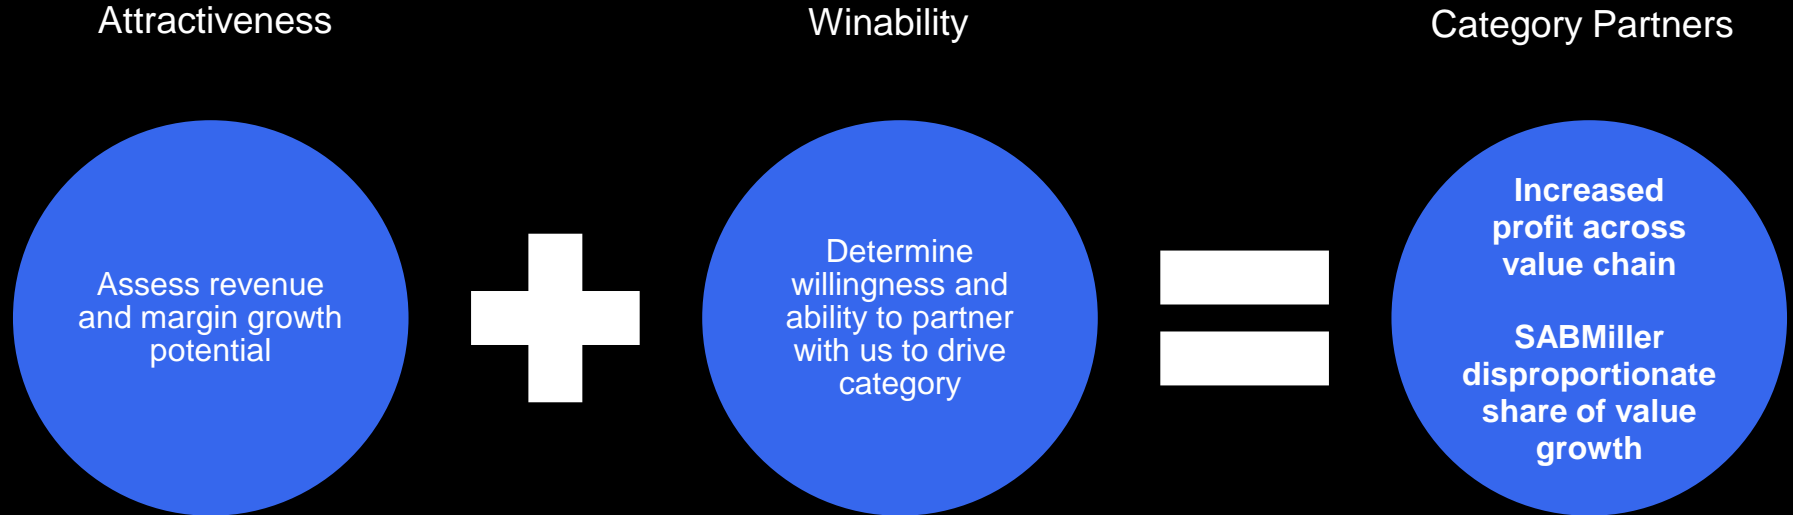 Attractiveness
Winability
Category Partners
Assess revenue
and margin growth
potential
Determine
willingness and
ability to partner
with us to drive
category
Increased
profit across
value chain
SABMiller
disproportionate
share of value
growth